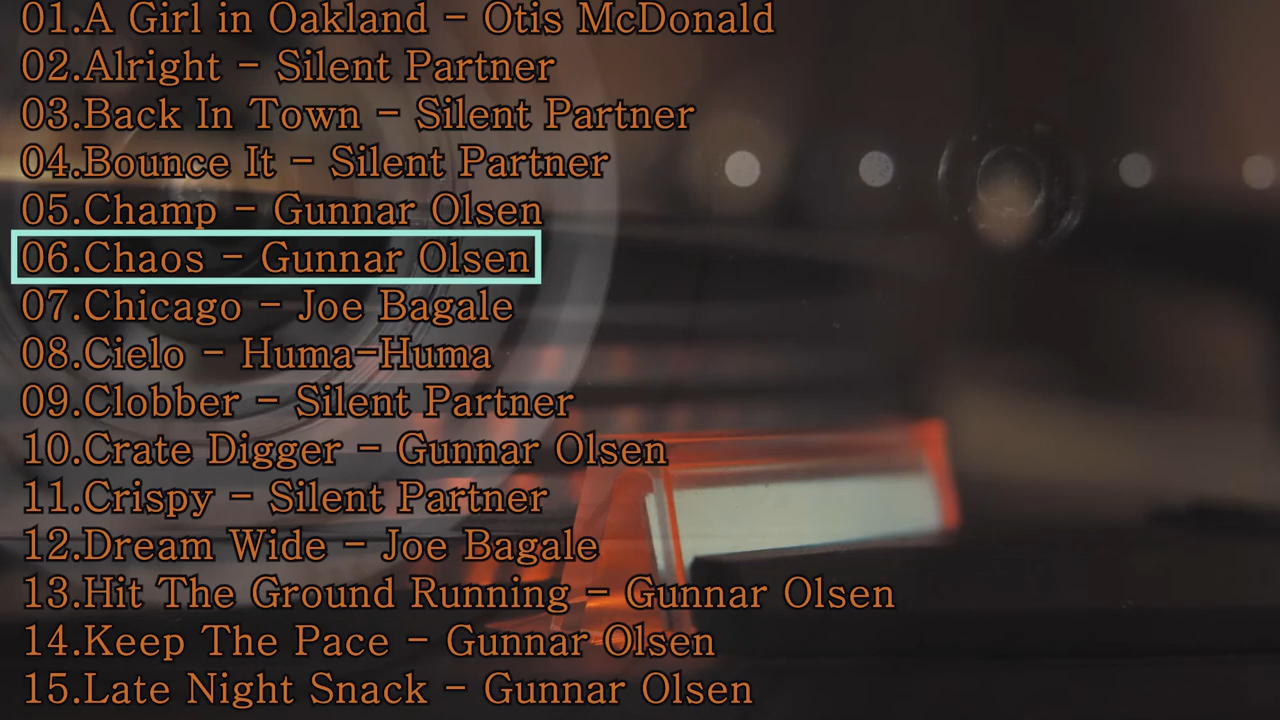 01.A Girl in Oakland - Otis McDonald
02.Alright - Silent Partner
03.Back In Town - Silent Partner
04.Bounce It - Silent Partner
05.Champ - Gunnar Olsen
06.Chaos - Gunnar Olsen
07.Chicago - Joe Bagale
08.Cielo - Huma-Huma
09.Clobber - Silent Partner
10.Crate Digger - Gunnar Olsen
11.Crispy - Silent Partner
12.Dream Wide - Joe Bagale
13.Hit The Ground Running - Gunnar Olsen
14.Keep The Pace - Gunnar Olsen
15.Late Night Snack - Gunnar Olsen